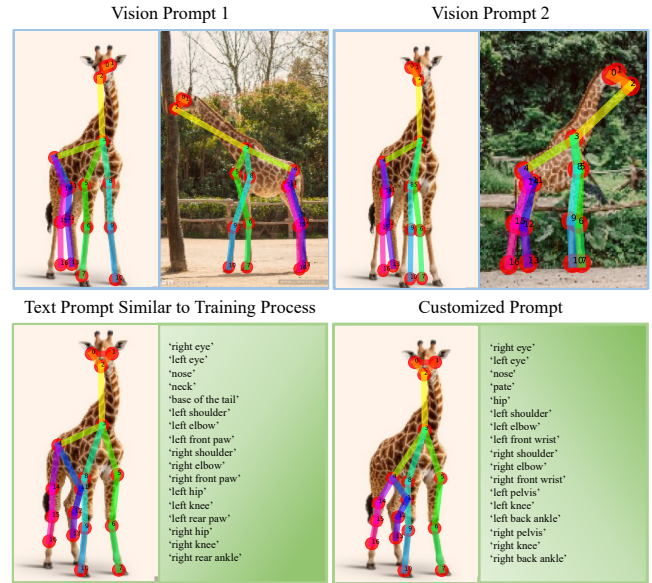 Vision Prompt 1
Vision Prompt 2
Text Prompt Similar to Training Process
‘right eye’
‘left eye’
‘nose’
‘neck’
‘base of the tail’
‘left shoulder’
‘left elbow’
‘left front paw’
‘right shoulder’
‘right elbow’
‘right front paw’
‘left hip’
‘left knee’
‘left rear paw’
‘right hip’
‘right knee’
‘right rear ankle’
Customized Prompt
‘right eye’
‘left eye’
‘nose'
‘pate’
‘hip’
‘left shoulder’
‘left elbow’
‘left front wrist’
‘right shoulder’
‘right elbow’
‘right front wrist’
‘left pelvis’
‘left knee’
‘left back ankle’
‘right pelvis’
‘right knee’
‘right back ankle’